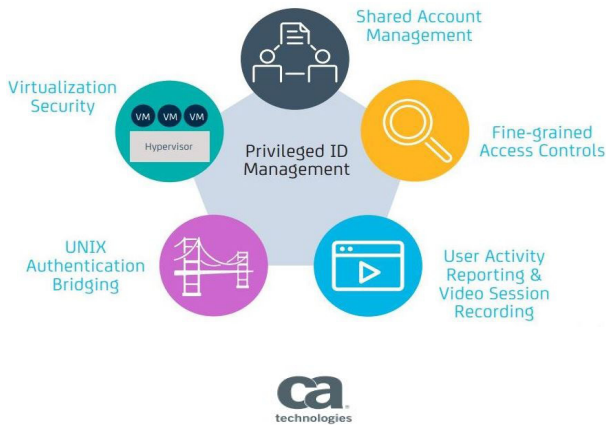 Shared Account
Management
Virtualization
Security
VM VM VM
Hypervisor
Privileged ID
Management
Fine-grained
Access Controls
UNIX
Authentication
Bridging
User Activity
Reporting &
Video Session
Recording
ca
technologies